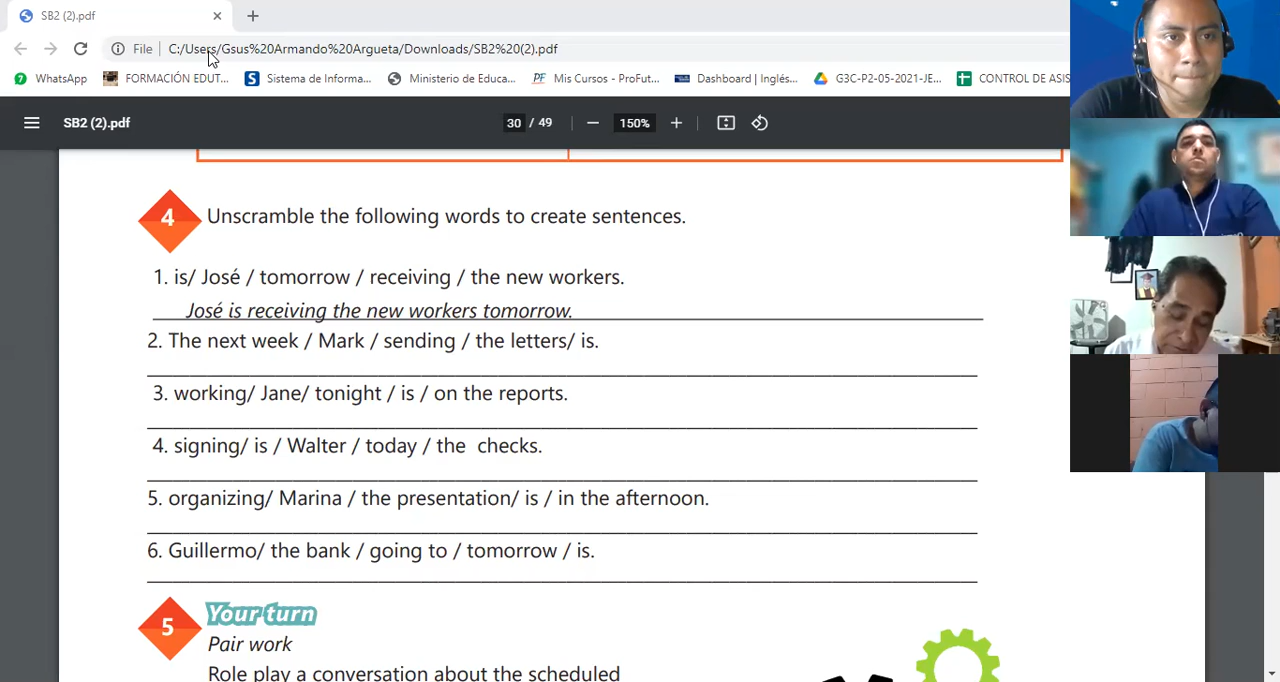 SB2 (2).pdf
File C:/Users/Gsus%20Armando%20Argueta/Downloads/SB2%20(2).pdf
WhatsApp FORMACIÓN EDUT... Sistema de Informa... Ministerio de Educa... Mis Cursos - ProFut... Dashboard | Inglés... G3C-P2-05-2021-JE... CONTROL DE ASIS
SB2 (2).pdf 30 / 49 150%
4 Unscramble the following words to create sentences.
1. is/ José / tomorrow / receiving / the new workers.
José is receiving the new workers tomorrow.
2. The next week / Mark / sending / the letters/ is.
3. working/ Jane/ tonight / is / on the reports.
4. signing/ is / Walter / today / the checks.
5. organizing/ Marina / the presentation/ is / in the afternoon.
6. Guillermo/ the bank / going to / tomorrow / is.
5 Your turn
Pair work
Role play a conversation about the scheduled